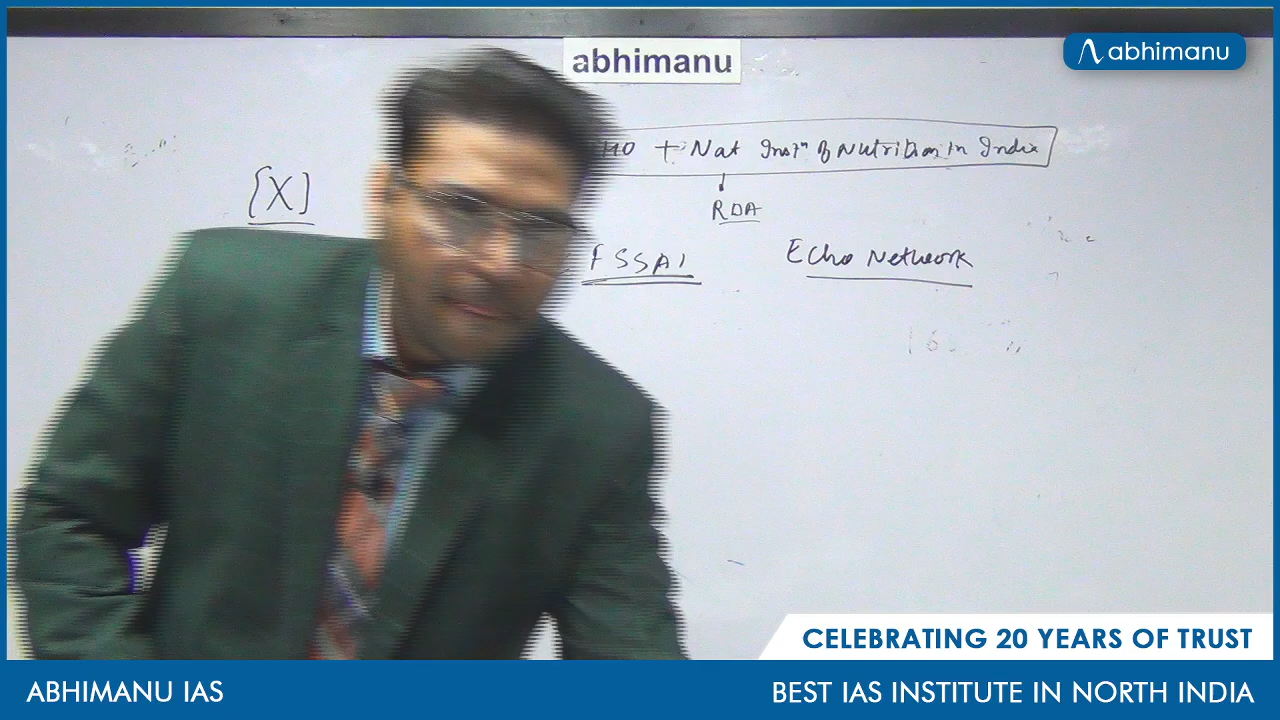 abhimanu
abhimanu
+ Nat Instn of Nutrition in India
RDA
[X]
FSSAI
Echo Network
CELEBRATING 20 YEARS OF TRUST
ABHIMANU IAS
BEST IAS INSTITUTE IN NORTH INDIA